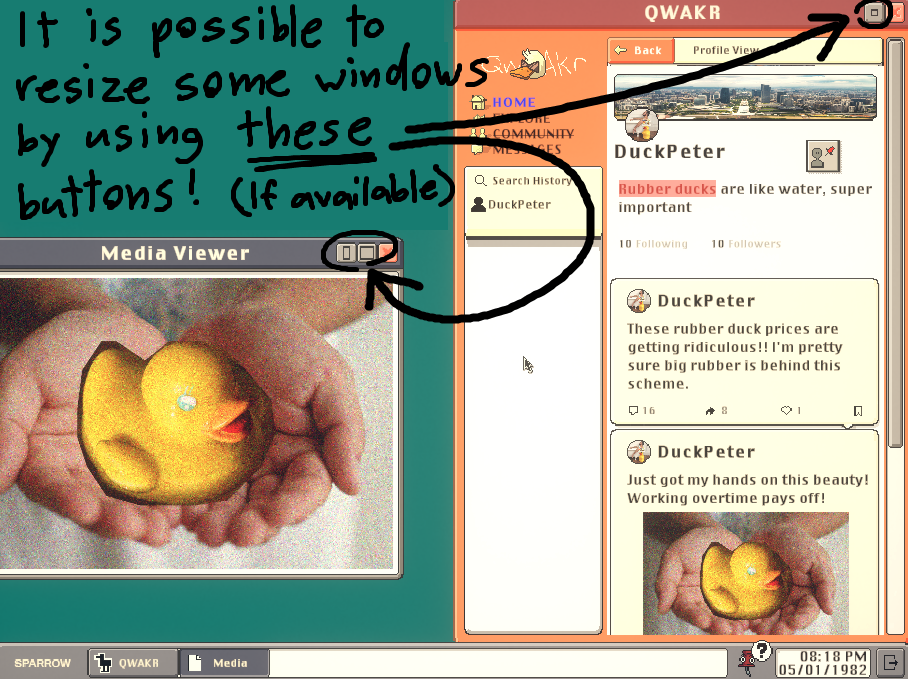 It is possible to
resize some windows
by using these
buttons! (If available)
QWAKR
QwAkr
HOME
EXPLORE
COMMUNITY
MESSAGES
Search History
DuckPeter
Back
Profile View
DuckPeter
Rubber ducks are like water, super
important
10 Following 10 Followers
DuckPeter
These rubber duck prices are
getting ridiculous!! I'm pretty
sure big rubber is behind this
scheme.
16 8 1
DuckPeter
Just got my hands on this beauty!
Working overtime pays off!
Media Viewer
SPARROW
QWAKR
Media
?
08:18 PM
05/01/1982